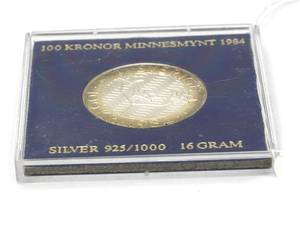 100 KRONOR MINNESMYNT 1984
SILVER 925/1000 16 GRAM